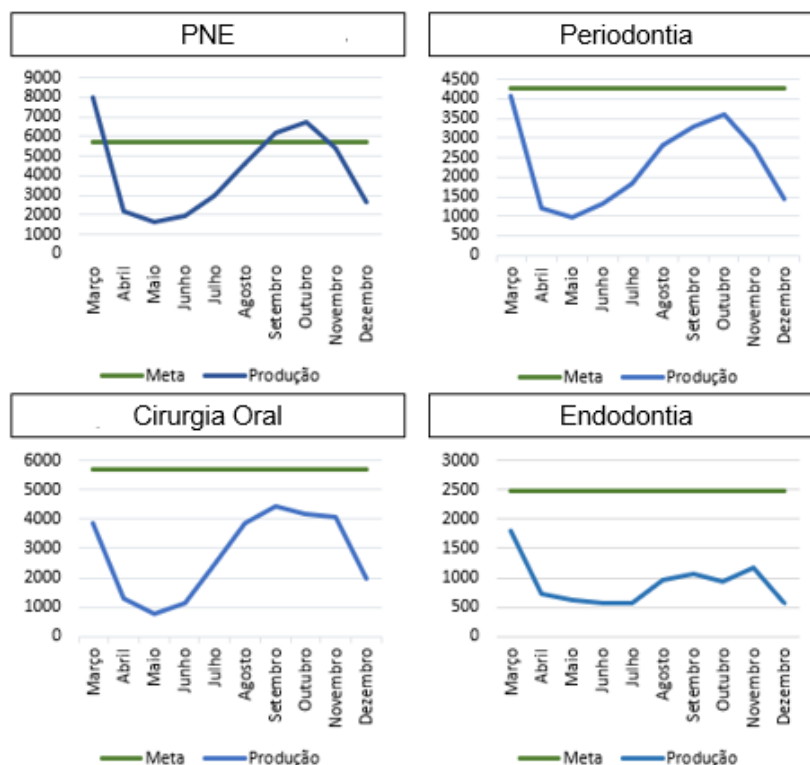 PNE
9000
8000
7000
6000
5000
4000
3000
2000
1000
0
Março
Abril
Maio
Junho
Julho
Agosto
Setembro
Outubro
Novembro
Dezembro
Meta Produção
Periodontia
4500
4000
3500
3000
2500
2000
1500
1000
500
0
Março
Abril
Maio
Junho
Julho
Agosto
Setembro
Outubro
Novembro
Dezembro
Meta Produção
Cirurgia Oral
6000
5000
4000
3000
2000
1000
0
Março
Abril
Maio
Junho
Julho
Agosto
Setembro
Outubro
Novembro
Dezembro
Meta Produção
Endodontia
3000
2500
2000
1500
1000
500
0
Março
Abril
Maio
Junho
Julho
Agosto
Setembro
Outubro
Novembro
Dezembro
Meta Produção